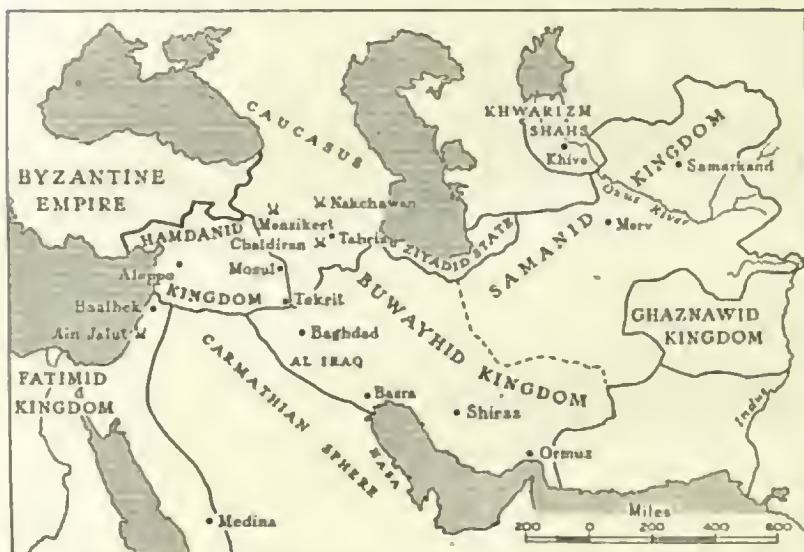 CAUCASUS
KHWARIZM
SHAHS
Khiva
SAMANID KINGDOM
Samarkand
Oxus River
Merv
BYZANTINE
EMPIRE
Nakchawan
Monzikert
Chaldiran
Tabriz
HAMDANID
KINGDOM
Aleppo
Mosul
Tekrit
ZIYADID STATE
BUWAYHID KINGDOM
GHAZNAWID
KINGDOM
Baalbek
Baghdad
Ain Jalut
AL IRAQ
FATIMID
KINGDOM
CARMATHIAN SPHERE
Basra
HASA
Shiraz
Ormuz
Indus
Medina
Miles
200 0 200 400 600